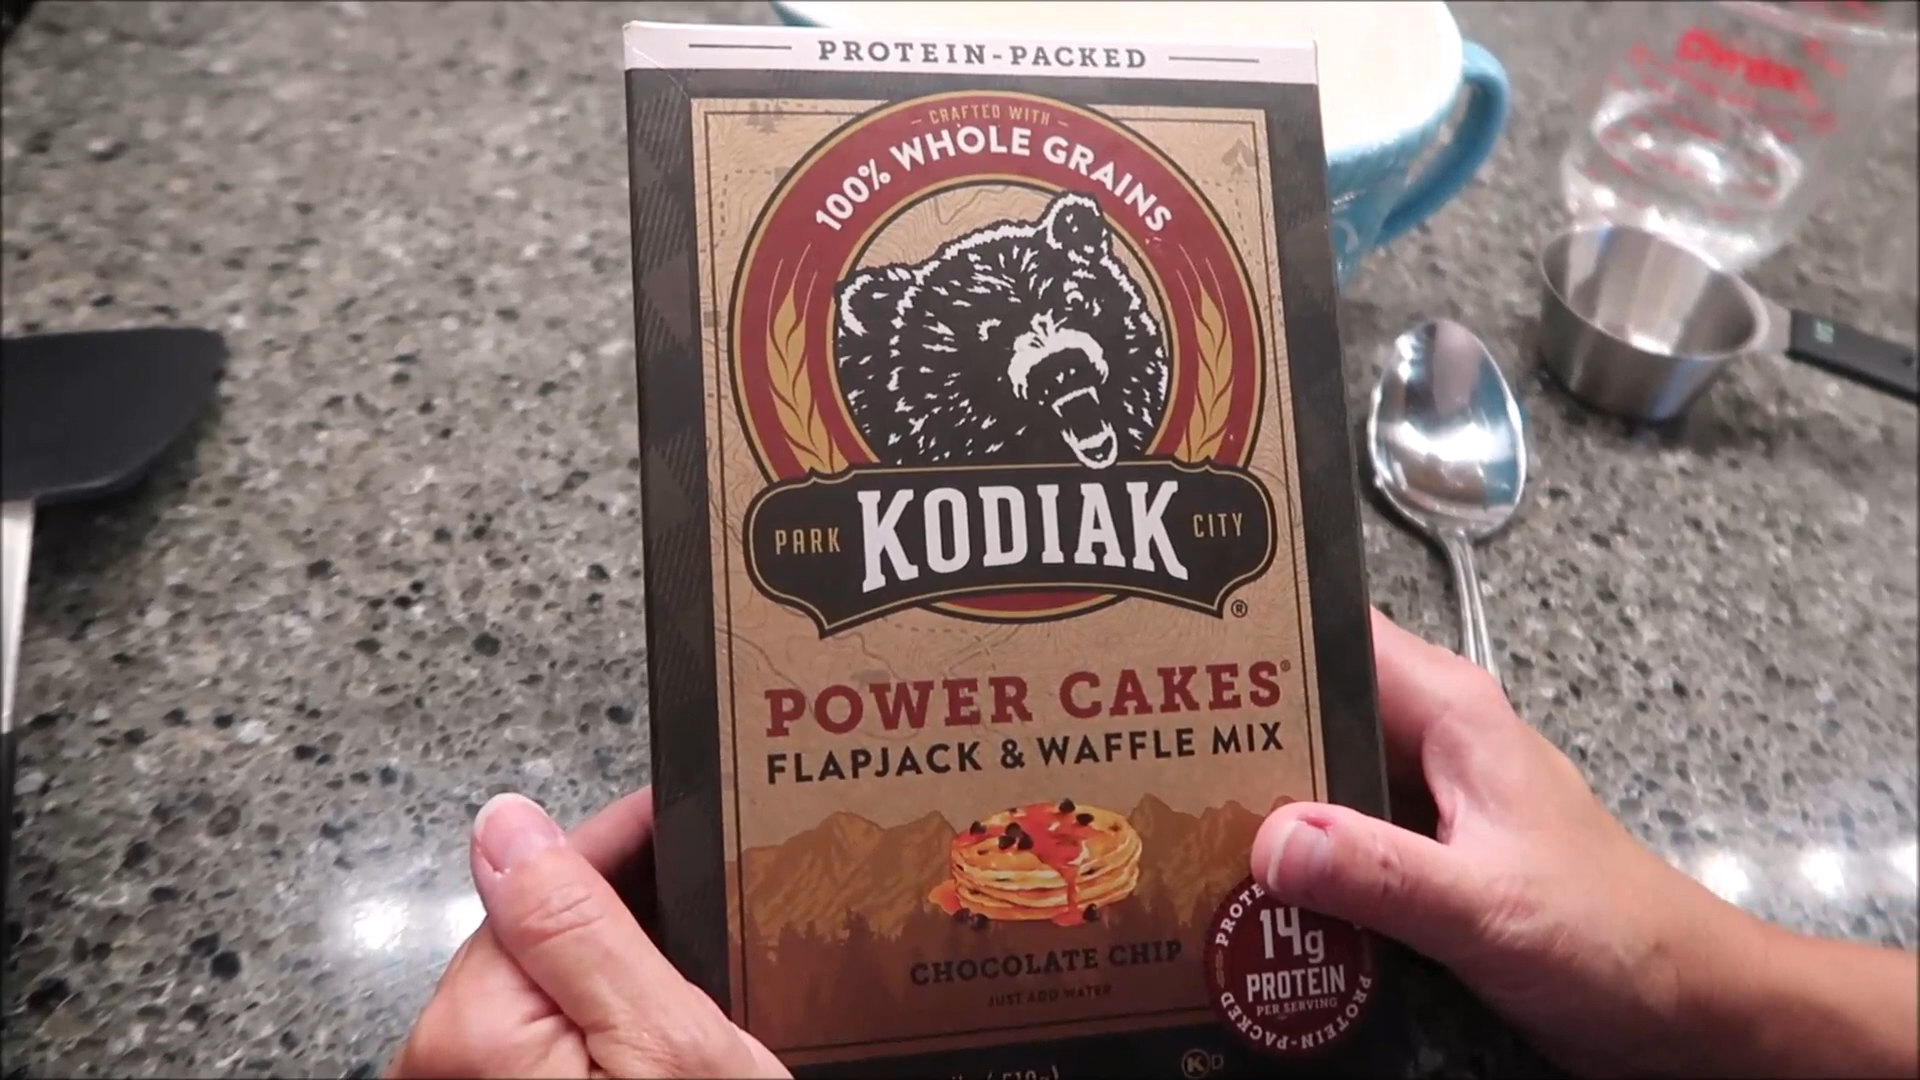 PROTEIN-PACKED
CRAFTED WITH
100% WHOLE GRAINS
PARK KODIAK CITY
®
POWER CAKES®
FLAPJACK & WAFFLE MIX
CHOCOLATE CHIP
JUST ADD WATER
14g
PROTEIN
PER SERVING
PROTEIN-PACKED
K D
Pyrex